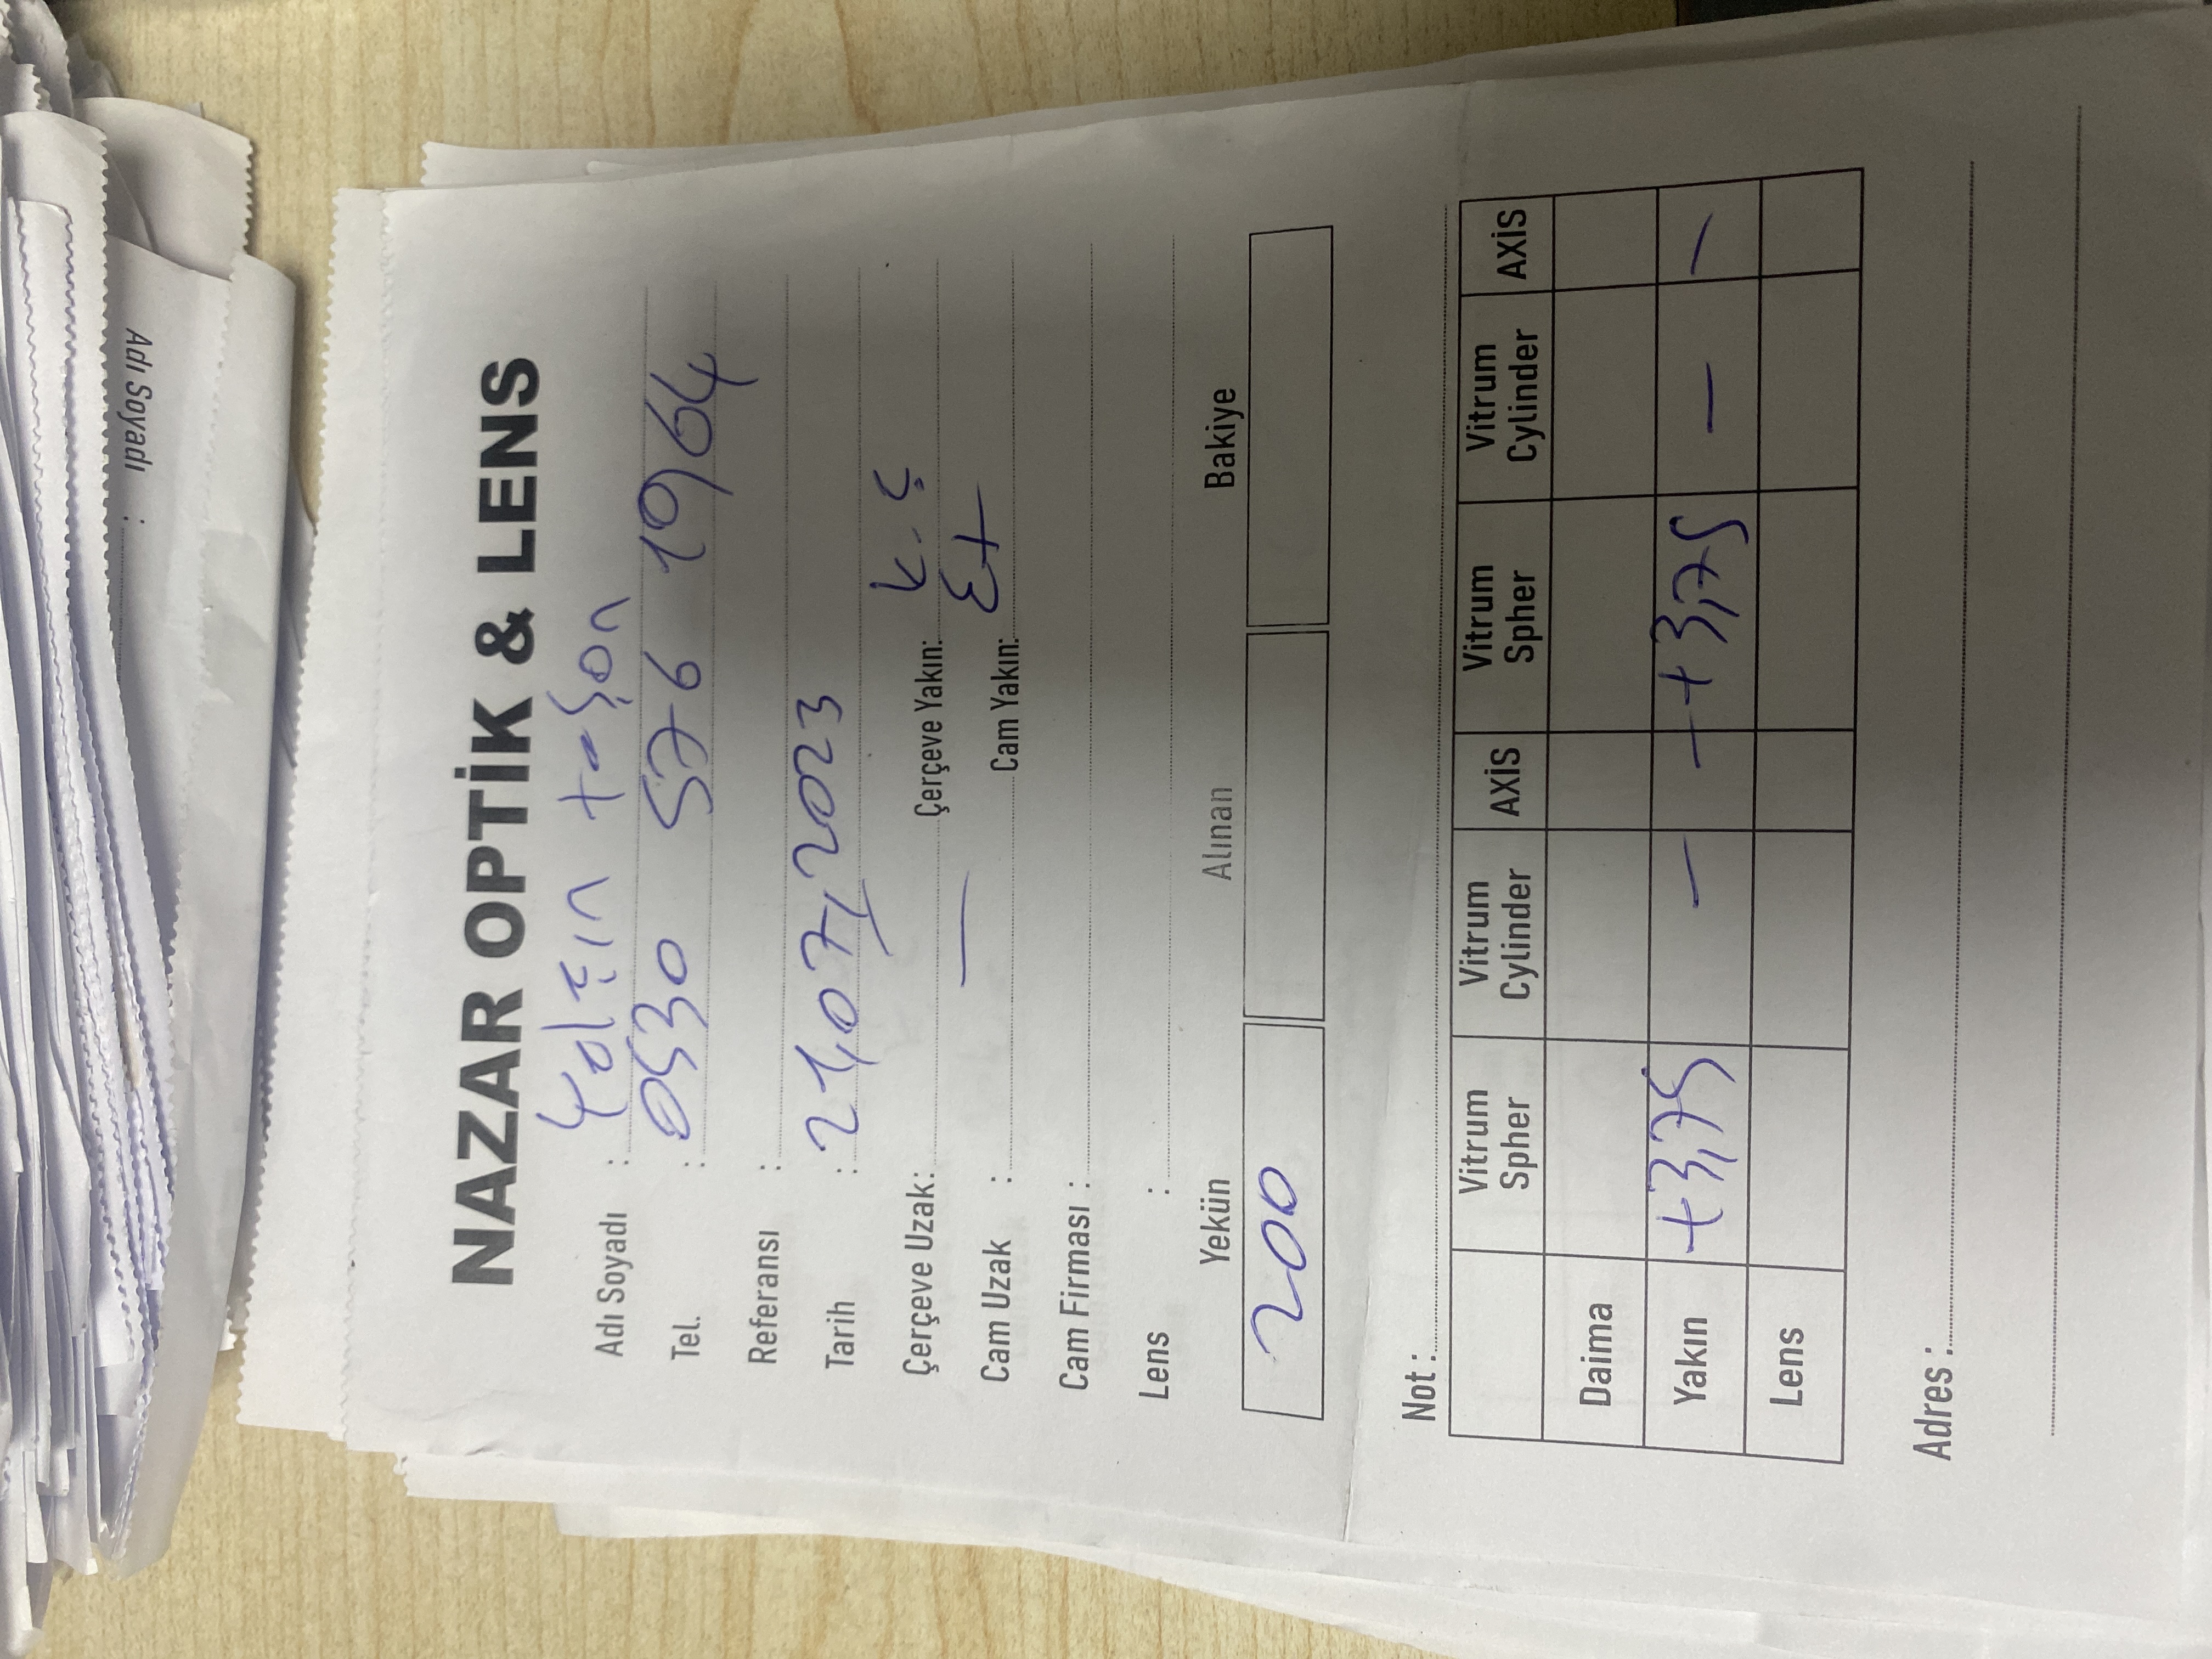 Adı Soyadı :
NAZAR OPTİK & LENS
Adı Soyadı : Yalçın taşan
Tel. : 0530 576 1964
Referansı :
Tarih : 21,07,2023
Çerçeve Uzak: Çerçeve Yakın: k.ç
Cam Uzak : — Cam Yakın:
Cam Firması :
Lens :
Yekün Alınan Bakiye
200
Not :
Vitrum Spher Vitrum Cylinder AXİS Vitrum Spher Vitrum Cylinder AXİS
Daima
Yakın +3,75 — — +3,75 — —
Lens
Adres :